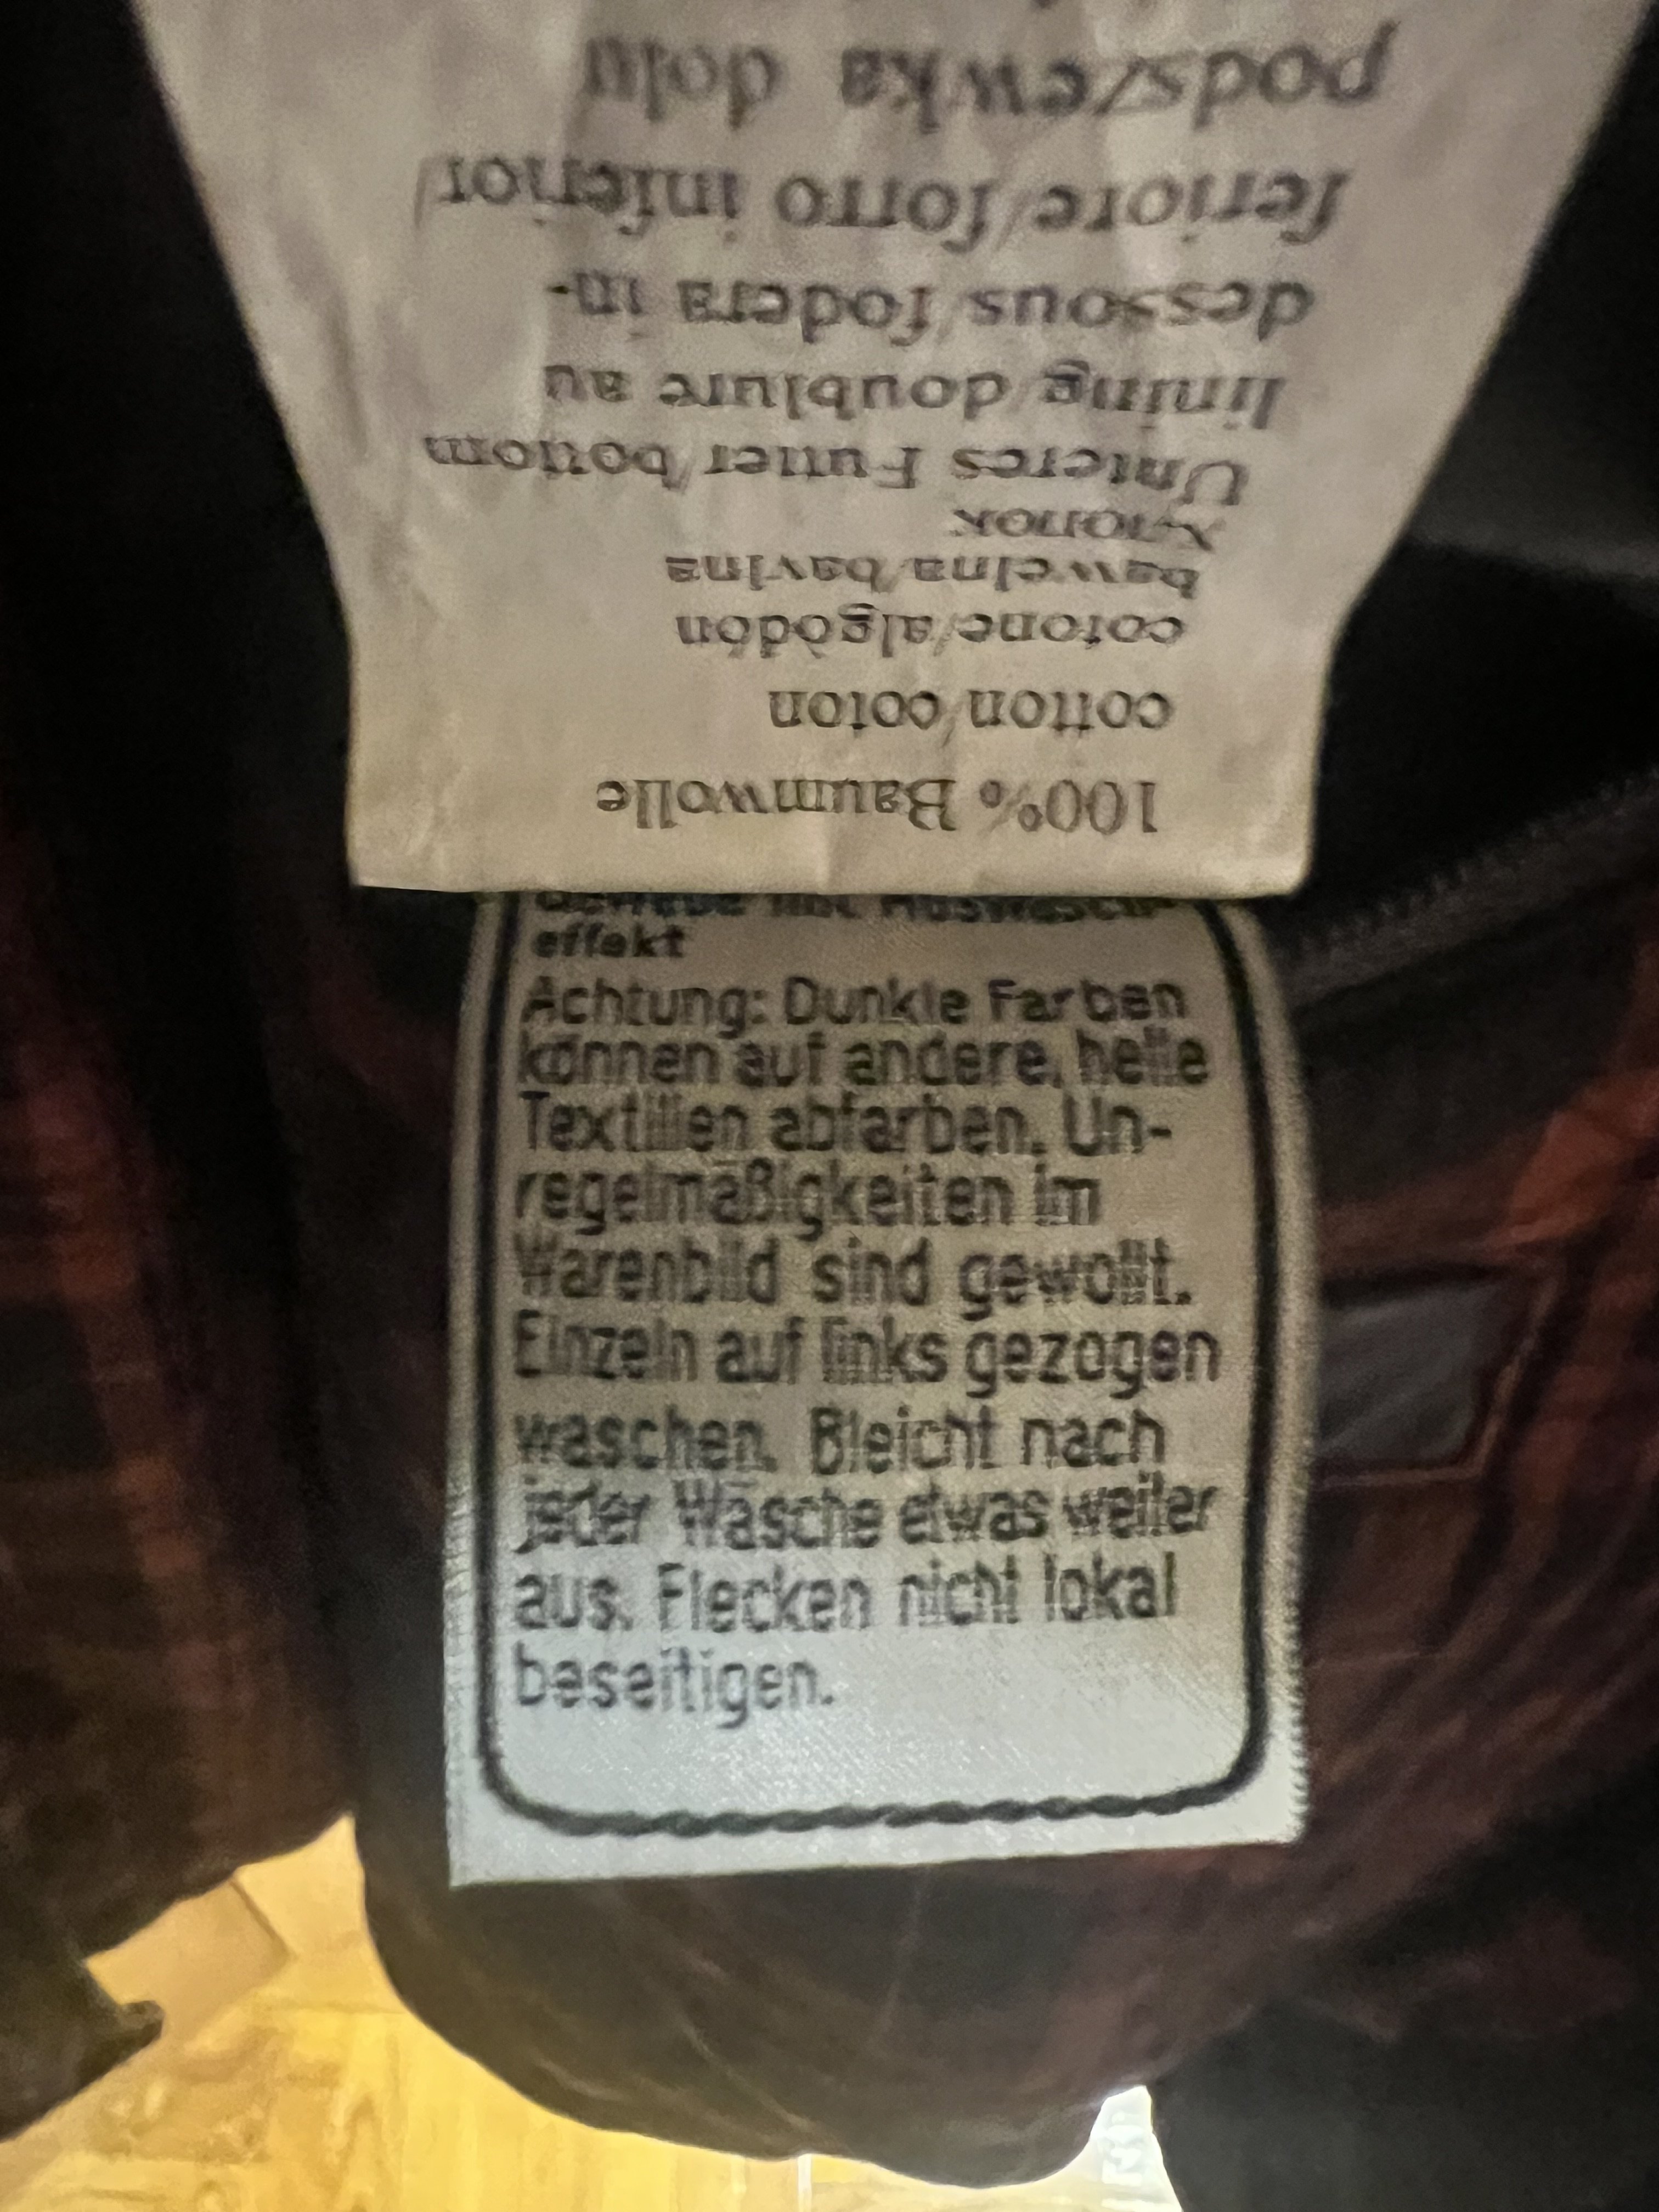 100% Baumwolle
cotton/coton
cotone/algodón
bawelna/bavlna
хлопок
Unteres Futter/bottom
lining/doublure au
dessous/fodera in-
feriore/forro inferior/
podszewka dolu
effekt
Achtung: Dunkle Farben
können auf andere, helle
Textilien abfärben. Un-
regelmäßigkeiten im
Warenbild sind gewollt.
Einzeln auf links gezogen
waschen. Bleicht nach
jeder Wäsche etwas weiter
aus. Flecken nicht lokal
beseitigen.